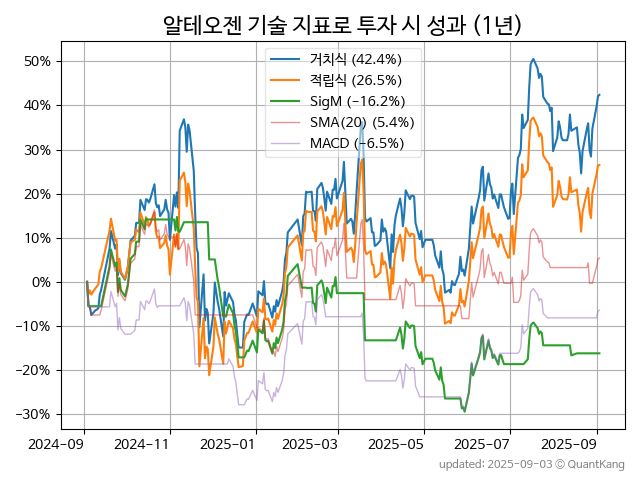 알테오젠 기술 지표로 투자 시 성과 (1년)
거치식 (42.4%)
적립식 (26.5%)
SigM (−16.2%)
SMA(20) (5.4%)
MACD (−6.5%)
50%
40%
30%
20%
10%
0%
−10%
−20%
−30%
2024-09
2024-11
2025-01
2025-03
2025-05
2025-07
2025-09
updated: 2025-09-03 © QuantKang